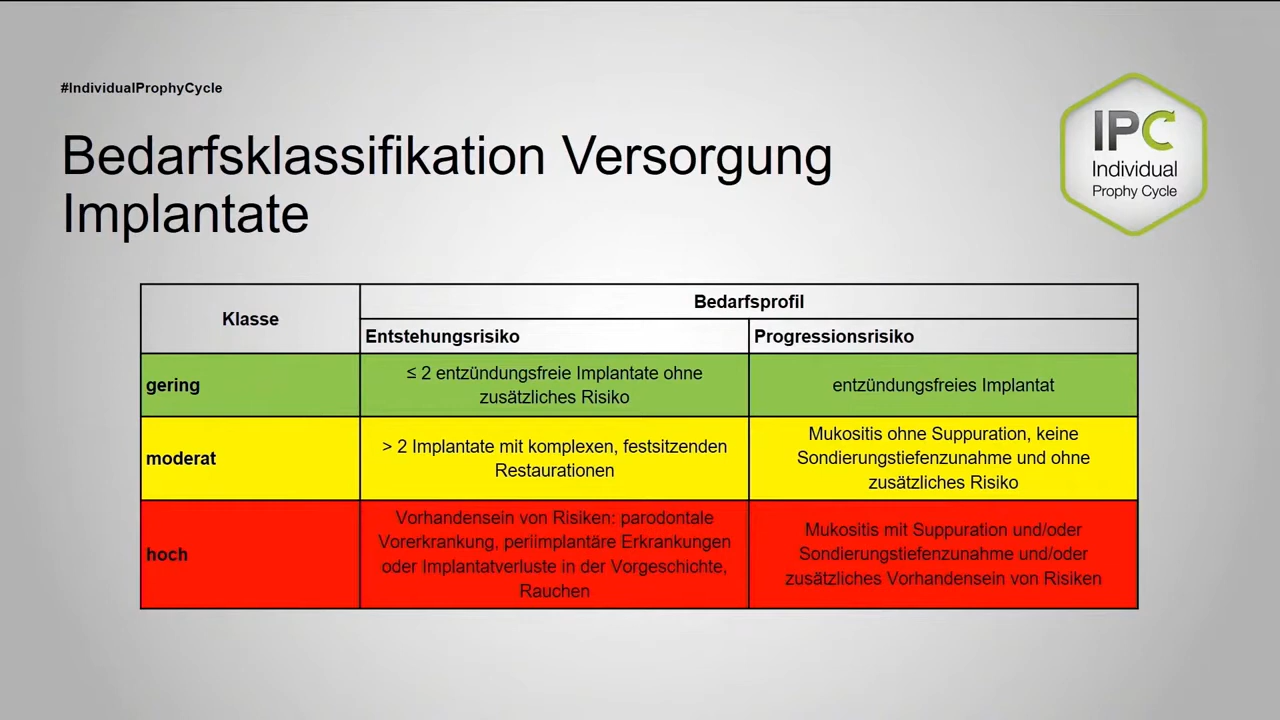 #IndividualProphyCycle
IPC
Individual
Prophy Cycle
Bedarfsklassifikation Versorgung
Implantate
Klasse
Bedarfsprofil
Entstehungsrisiko
Progressionsrisiko
gering
≤ 2 entzündungsfreie Implantate ohne
zusätzliches Risiko
entzündungsfreies Implantat
moderat
> 2 Implantate mit komplexen, festsitzenden
Restaurationen
Mukositis ohne Suppuration, keine
Sondierungstiefenzunahme und ohne
zusätzliches Risiko
hoch
Vorhandensein von Risiken: parodontale
Vorerkrankung, periimplantäre Erkrankungen
oder Implantatverluste in der Vorgeschichte,
Rauchen
Mukositis mit Suppuration und/oder
Sondierungstiefenzunahme und/oder
zusätzliches Vorhandensein von Risiken